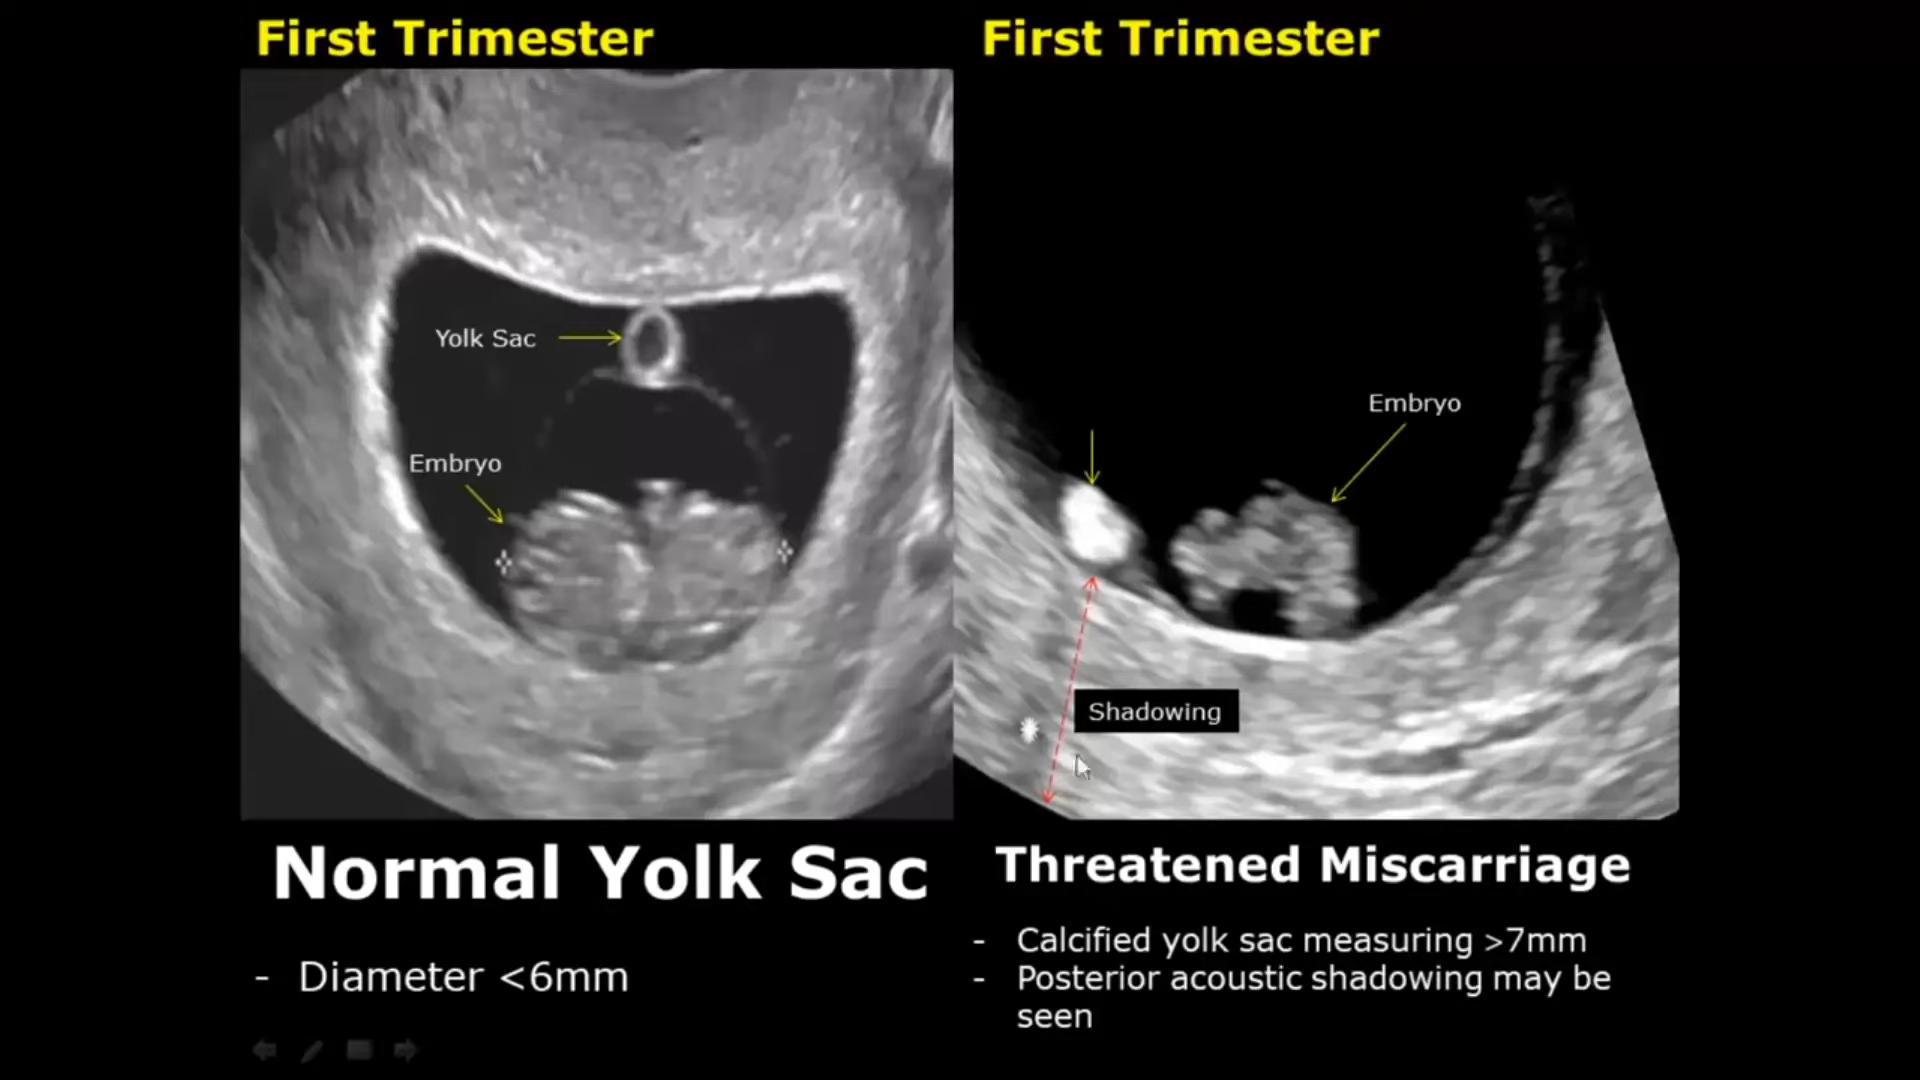 First Trimester
Yolk Sac
Embryo
Normal Yolk Sac
- Diameter <6mm
First Trimester
Embryo
Shadowing
Threatened Miscarriage
- Calcified yolk sac measuring >7mm
- Posterior acoustic shadowing may be
seen